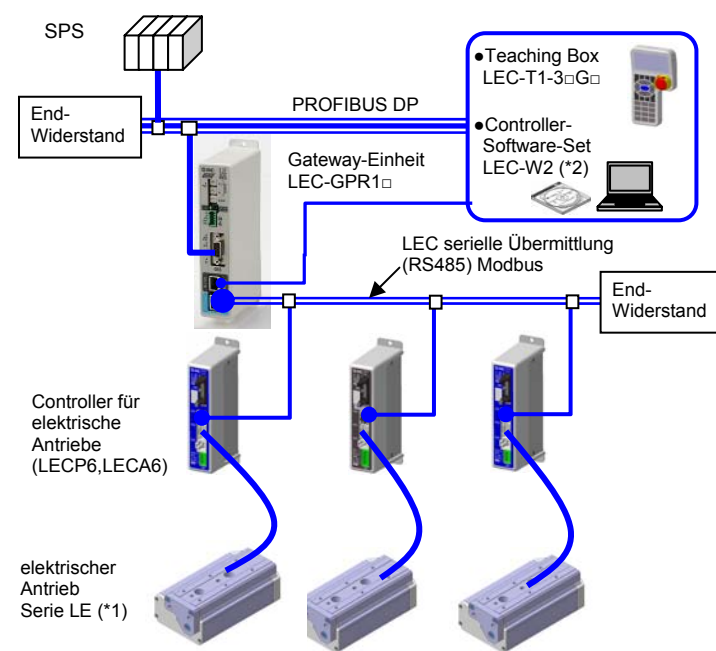 SPS
●Teaching Box
LEC-T1-3□G□
PROFIBUS DP
End-
Widerstand
●Controller-
Software-Set
LEC-W2 (*2)
Gateway-Einheit
LEC-GPR1□
LEC serielle Übermittlung
(RS485) Modbus
End-
Widerstand
Controller für
elektrische
Antriebe
(LECP6,LECA6)
elektrischer
Antrieb
Serie LE (*1)